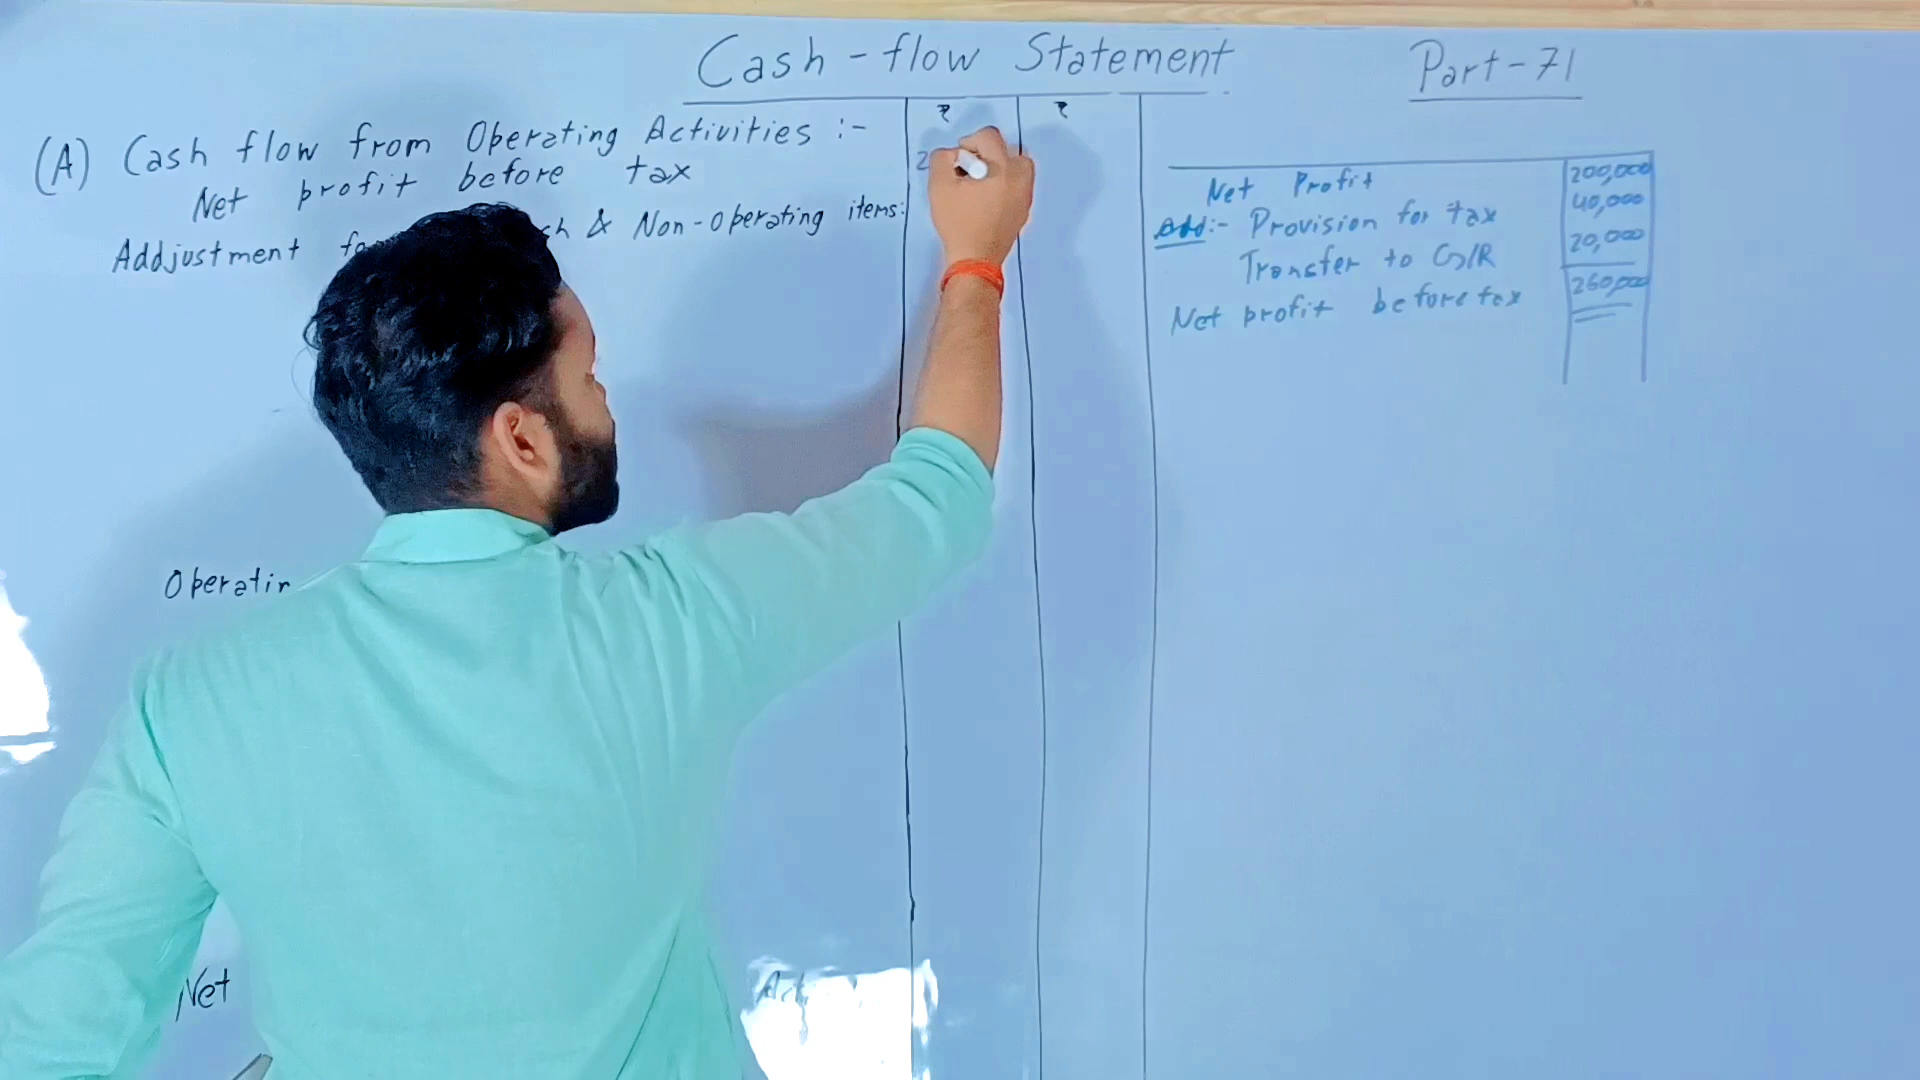 Cash-flow Statement
Part-71
₹ ₹
(A) Cash flow from Operating Activities :-
Net profit before tax
2
Addjustment & Non-Operating items:
Operatin
Net
Net Profit 200,000
Add:- Provision for tax 40,000
Transfer to G/R 20,000
Net profit before tax 260,000